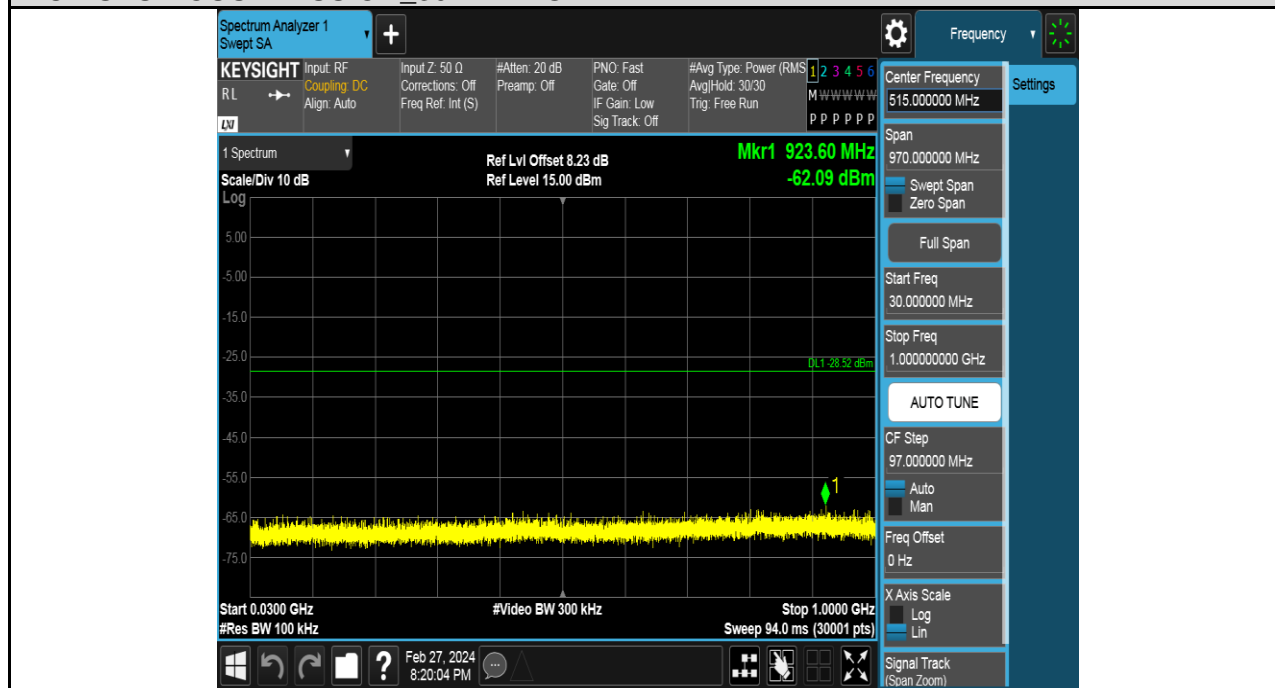 Spectrum Analyzer 1
Swept SA
+
Frequency
KEYSIGHT
RL
LXI
Input: RF
Coupling: DC
Align: Auto
Input Z: 50 Ω
Corrections: Off
Freq Ref: Int (S)
#Atten: 20 dB
Preamp: Off
PNO: Fast
Gate: Off
IF Gain: Low
Sig Track: Off
#Avg Type: Power (RMS
Avg|Hold: 30/30
Trig: Free Run
1 2 3 4 5 6
M W W W W W
P P P P P P
1 Spectrum
Scale/Div 10 dB
Ref Lvl Offset 8.23 dB
Ref Level 15.00 dBm
Mkr1 923.60 MHz
-62.09 dBm
Log
5.00
-5.00
-15.0
-25.0
DL1 -28.52 dBm
-35.0
-45.0
-55.0
1
-65.0
-75.0
Start 0.0300 GHz
#Res BW 100 kHz
#Video BW 300 kHz
Stop 1.0000 GHz
Sweep 94.0 ms (30001 pts)
Center Frequency
515.000000 MHz
Settings
Span
970.000000 MHz
Swept Span
Zero Span
Full Span
Start Freq
30.000000 MHz
Stop Freq
1.000000000 GHz
AUTO TUNE
CF Step
97.000000 MHz
Auto
Man
Freq Offset
0 Hz
X Axis Scale
Log
Lin
Signal Track
(Span Zoom)
?
Feb 27, 2024
8:20:04 PM